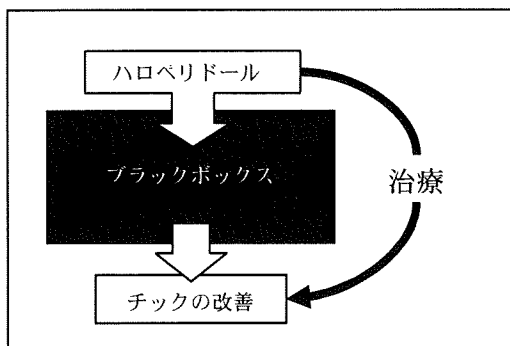 ハロペリドール
ブラックボックス
治療
チックの改善